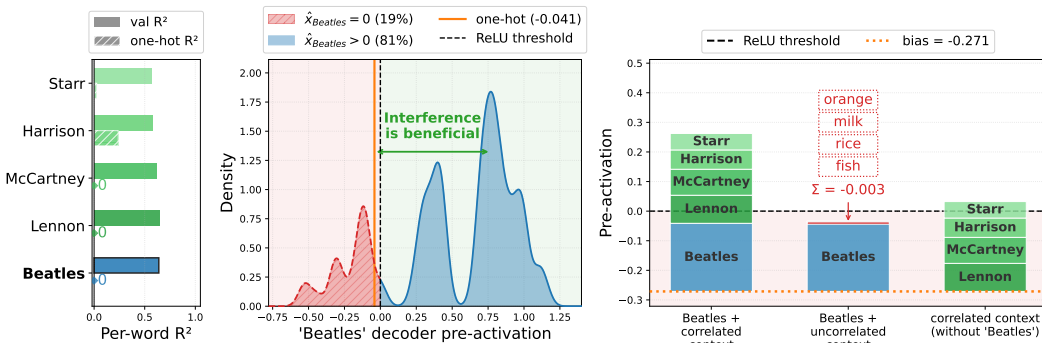 val R²
one-hot R²
Starr
Harrison
McCartney
Lennon
Beatles
0
0
0
0.0
0.5
1.0
Per-word R²
x̂Beatles = 0 (19%)
x̂Beatles > 0 (81%)
one-hot (-0.041)
ReLU threshold
2.00
1.75
1.50
1.25
1.00
0.75
0.50
0.25
0.00
Density
Interference
is beneficial
−0.75
−0.50
−0.25
0.00
0.25
0.50
0.75
1.00
1.25
'Beatles' decoder pre-activation
ReLU threshold
bias = -0.271
0.5
0.4
0.3
0.2
0.1
0.0
−0.1
−0.2
−0.3
Pre-activation
Starr
Harrison
McCartney
Lennon
Beatles
orange
milk
rice
fish
Σ = -0.003
Beatles
Starr
Harrison
McCartney
Lennon
Beatles +
correlated
context
Beatles +
uncorrelated
context
correlated context
(without 'Beatles')